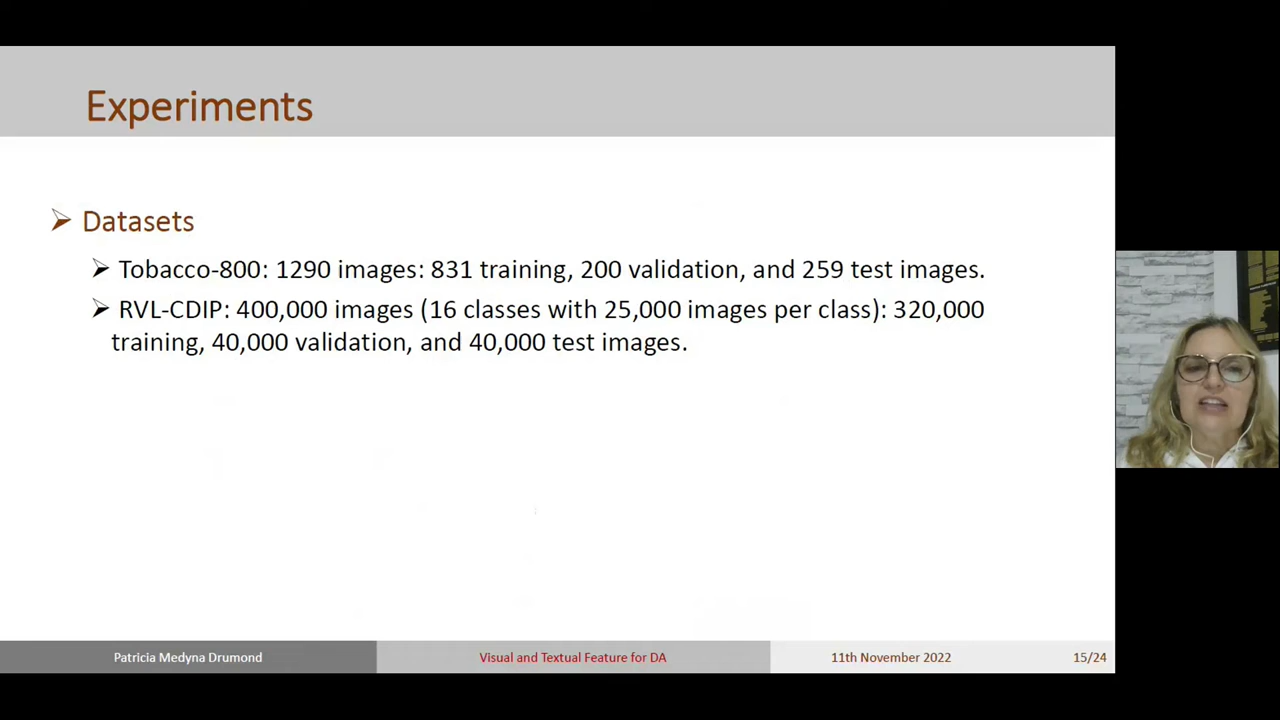 Experiments
Datasets
Tobacco-800: 1290 images: 831 training, 200 validation, and 259 test images.
RVL-CDIP: 400,000 images (16 classes with 25,000 images per class): 320,000
training, 40,000 validation, and 40,000 test images.
Patricia Medyna Drumond
Visual and Textual Feature for DA
11th November 2022
15/24